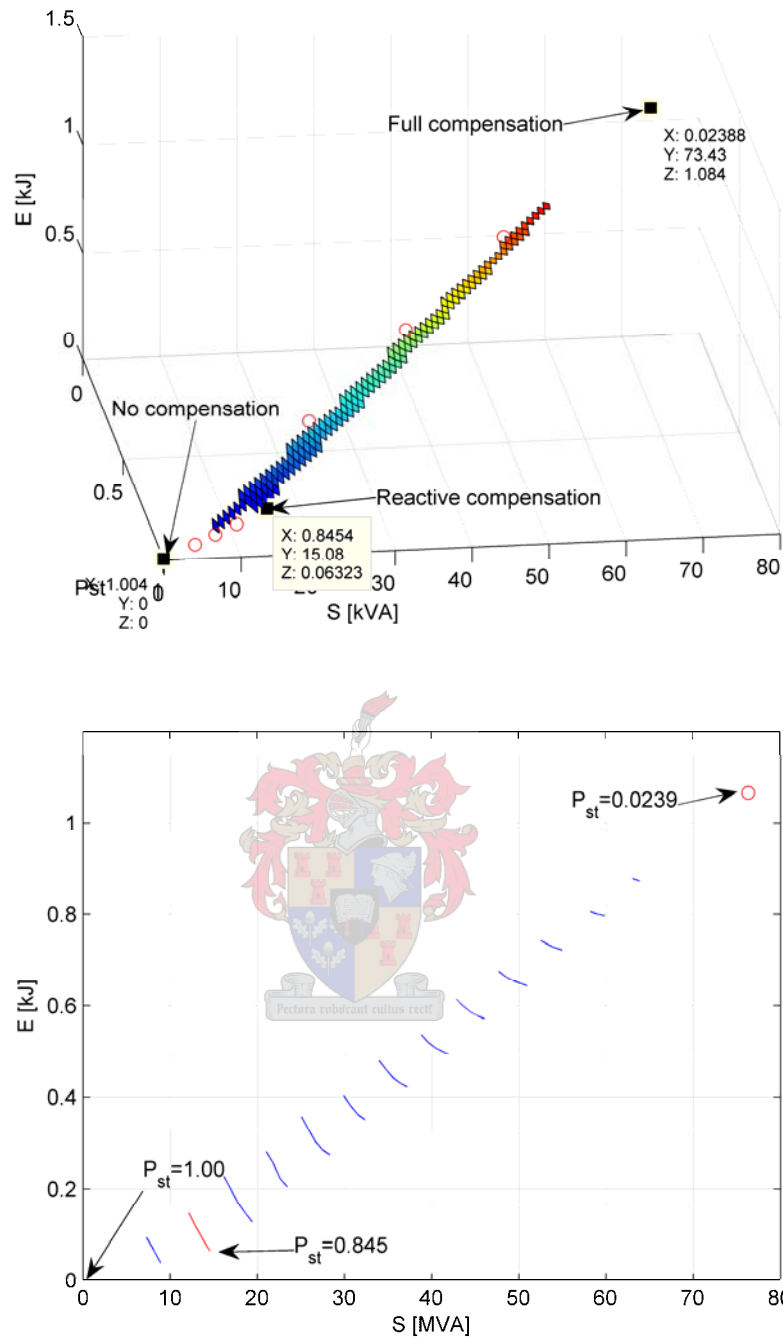 1.5
1
0.5
0
E [kJ]
Full compensation
X: 0.02388
Y: 73.43
Z: 1.084
No compensation
0
0.5
Reactive compensation
X: 0.8454
Y: 15.08
Z: 0.06323
Pst
X: 1.004
Y: 0
Z: 0
10
20
30
40
50
60
70
80
S [kVA]
1
0.8
0.6
0.4
0.2
0
E [kJ]
Pst=0.0239
Pectora roborant cultus recti
Pst=1.00
Pst=0.845
0 10 20 30 40 50 60 70 80
S [MVA]